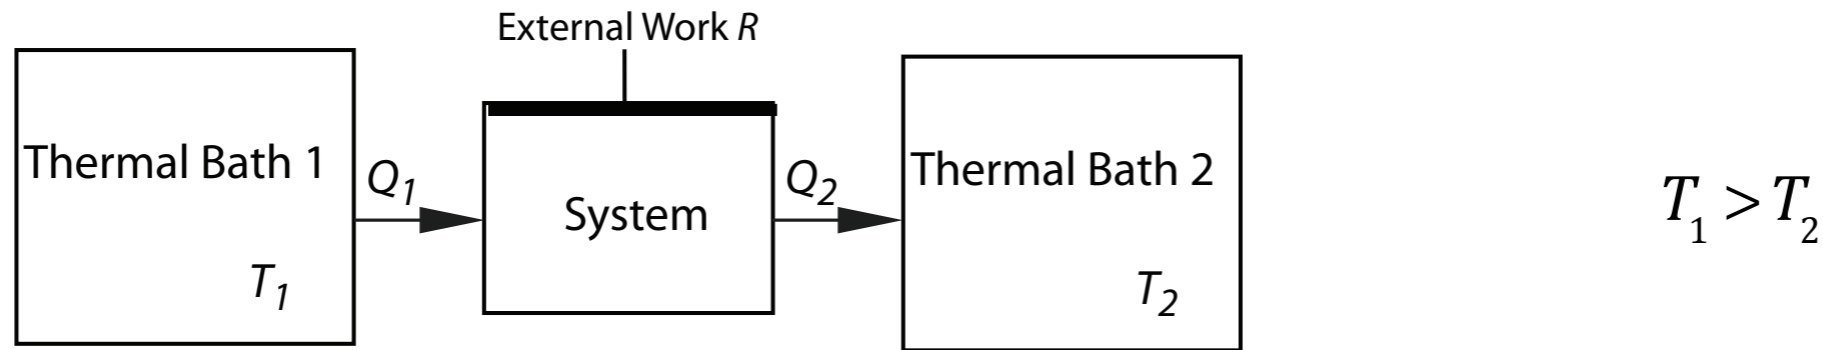 External Work R
Thermal Bath 1
Q1
System
Q2
Thermal Bath 2
T1
T2
T1 > T2